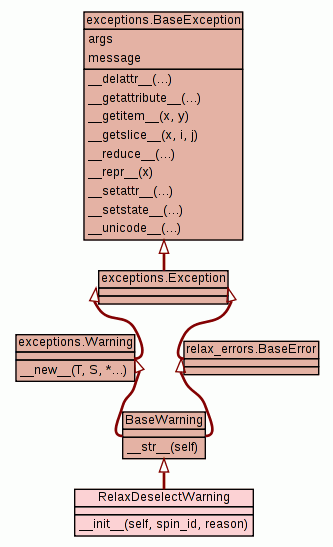 exceptions.BaseException
args
message
__delattr__(...)
__getattribute__(...)
__getitem__(x, y)
__getslice__(x, i, j)
__reduce__(...)
__repr__(x)
__setattr__(...)
__setstate__(...)
__unicode__(...)
exceptions.Exception
exceptions.Warning
__new__(T, S, *...)
relax_errors.BaseError
BaseWarning
__str__(self)
RelaxDeselectWarning
__init__(self, spin_id, reason)